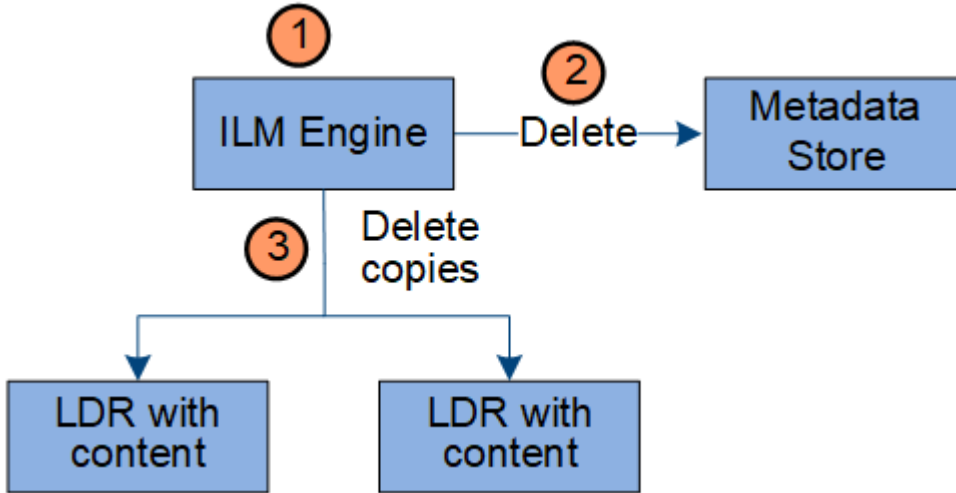 1
2
ILM Engine
Delete
Metadata
Store
3
Delete
copies
LDR with
content
LDR with
content